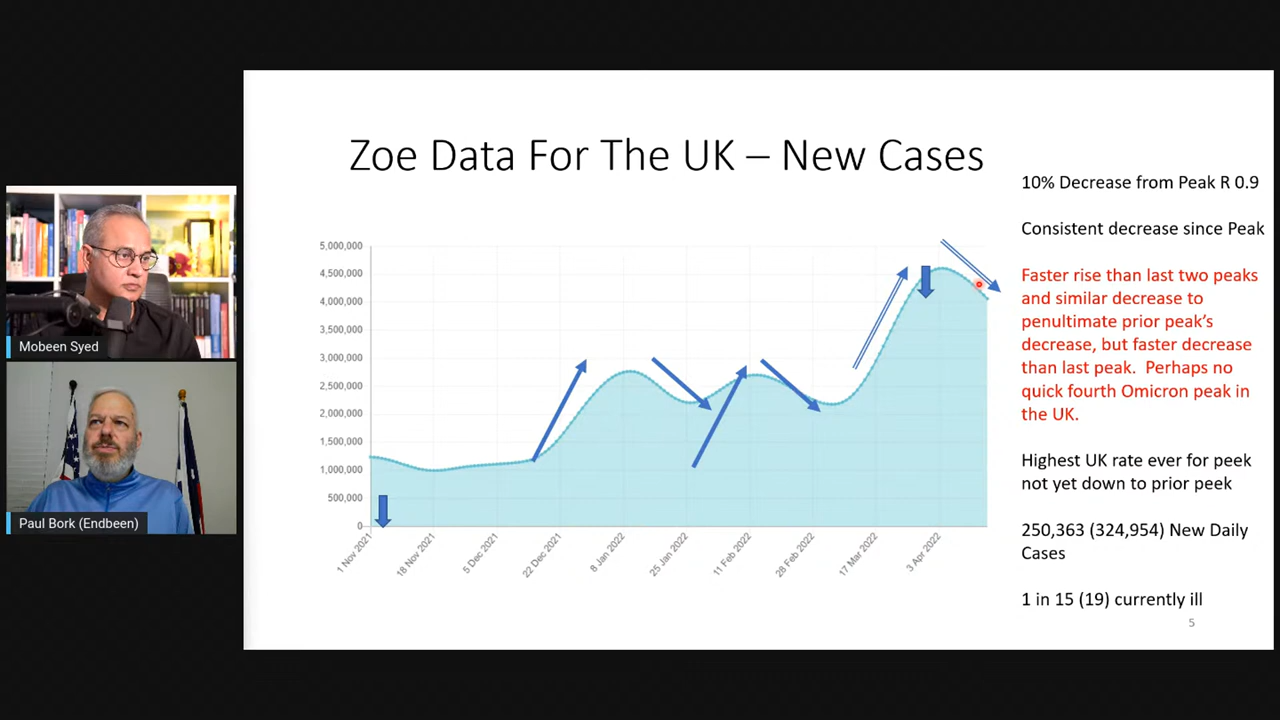 Zoe Data For The UK – New Cases
10% Decrease from Peak R 0.9
Consistent decrease since Peak
Faster rise than last two peaks
and similar decrease to
penultimate prior peak's
decrease, but faster decrease
than last peak. Perhaps no
quick fourth Omicron peak in
the UK.
Highest UK rate ever for peek
not yet down to prior peek
250,363 (324,954) New Daily
Cases
1 in 15 (19) currently ill
5
5,000,000
4,500,000
4,000,000
3,500,000
3,000,000
2,500,000
2,000,000
1,500,000
1,000,000
500,000
0
1 Nov 2021
18 Nov 2021
5 Dec 2021
22 Dec 2021
8 Jan 2022
25 Jan 2022
11 Feb 2022
28 Feb 2022
17 Mar 2022
3 Apr 2022
Mobeen Syed
Paul Bork (Endbeen)